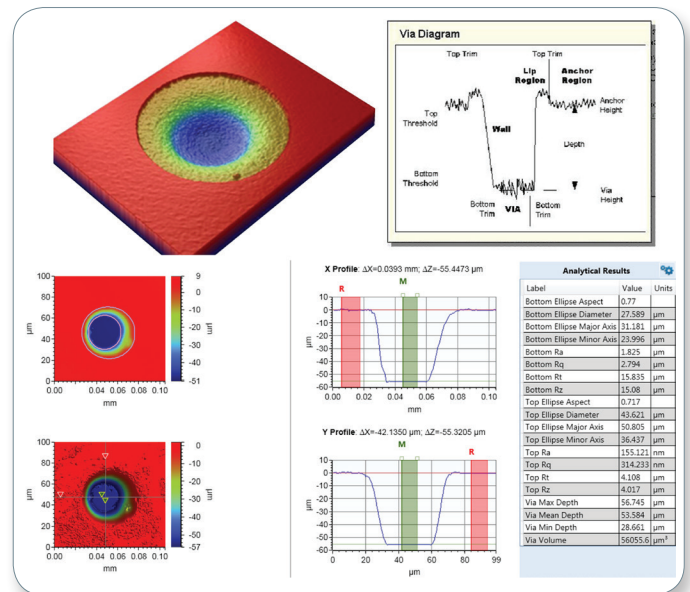 Via Diagram
Top Trim
Top Trim
Lip Region
Anchor Region
Anchor Height
Top Threshold
Wall
Depth
Bottom Threshold
Via Height
Bottom Trim
VIA
Bottom Trim
100
80
60
40
20
0
µm
0
0.04
0.06
0.10
mm
9
0
-10
-20
-30
-40
-51
µm
X Profile: ΔX=0.0393 mm; ΔZ=-55.4473 µm
R
M
10
0
-10
-20
-30
-40
-50
-60
µm
0.00
0.02
0.04
0.06
0.08
0.10
mm
100
80
60
40
20
0
µm
0
0.04
0.06
0.10
mm
2
0
-10
-20
-30
-40
-57
µm
Y Profile: ΔX=-42.1350 µm; ΔZ=-55.3205 µm
M
R
10
0
-10
-20
-30
-40
-50
-60
µm
0
20
40
60
80
99
µm
Analytical Results
Label Value Units
Bottom Ellipse Aspect 0.77
Bottom Ellipse Diameter 27.589 µm
Bottom Ellipse Major Axis 31.181 µm
Bottom Ellipse Minor Axis 23.996 µm
Bottom Ra 1.825 µm
Bottom Rq 2.794 µm
Bottom Rt 15.835 µm
Bottom Rz 15.08 µm
Top Ellipse Aspect 0.717
Top Ellipse Diameter 43.621 µm
Top Ellipse Major Axis 50.805 µm
Top Ellipse Minor Axis 36.437 µm
Top Ra 155.121 nm
Top Rq 314.233 nm
Top Rt 4.108 µm
Top Rz 4.017 µm
Via Max Depth 56.745 µm
Via Mean Depth 53.584 µm
Via Min Depth 28.661 µm
Via Volume 56055.6 µm³